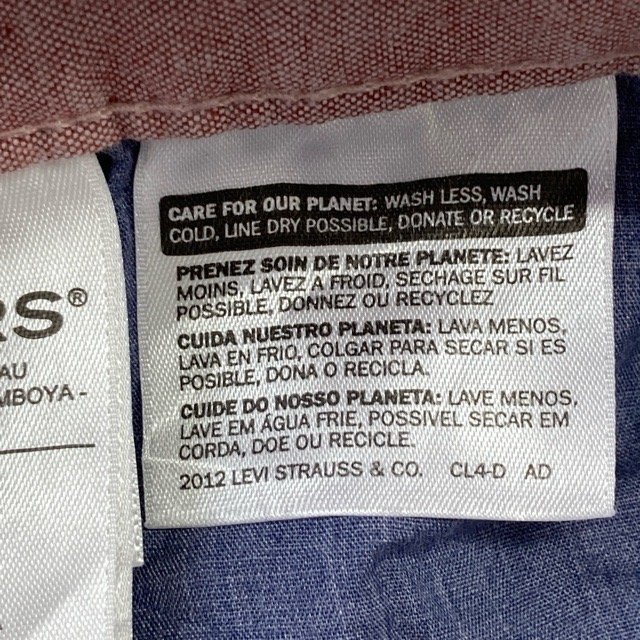 CARE FOR OUR PLANET: WASH LESS, WASH
COLD, LINE DRY POSSIBLE, DONATE OR RECYCLE
PRENEZ SOIN DE NOTRE PLANETE: LAVEZ
MOINS, LAVEZ A FROID, SECHAGE SUR FIL
POSSIBLE, DONNEZ OU RECYCLEZ
CUIDA NUESTRO PLANETA: LAVA MENOS,
LAVA EN FRIO, COLGAR PARA SECAR SI ES
POSIBLE, DONA O RECICLA.
CUIDE DO NOSSO PLANETA: LAVE MENOS,
LAVE EM ÁGUA FRIE, POSSIVEL SECAR EM
CORDA, DOE OU RECICLE.
2012 LEVI STRAUSS & CO. CL4-D AD
RS®
AU
MBOYA -